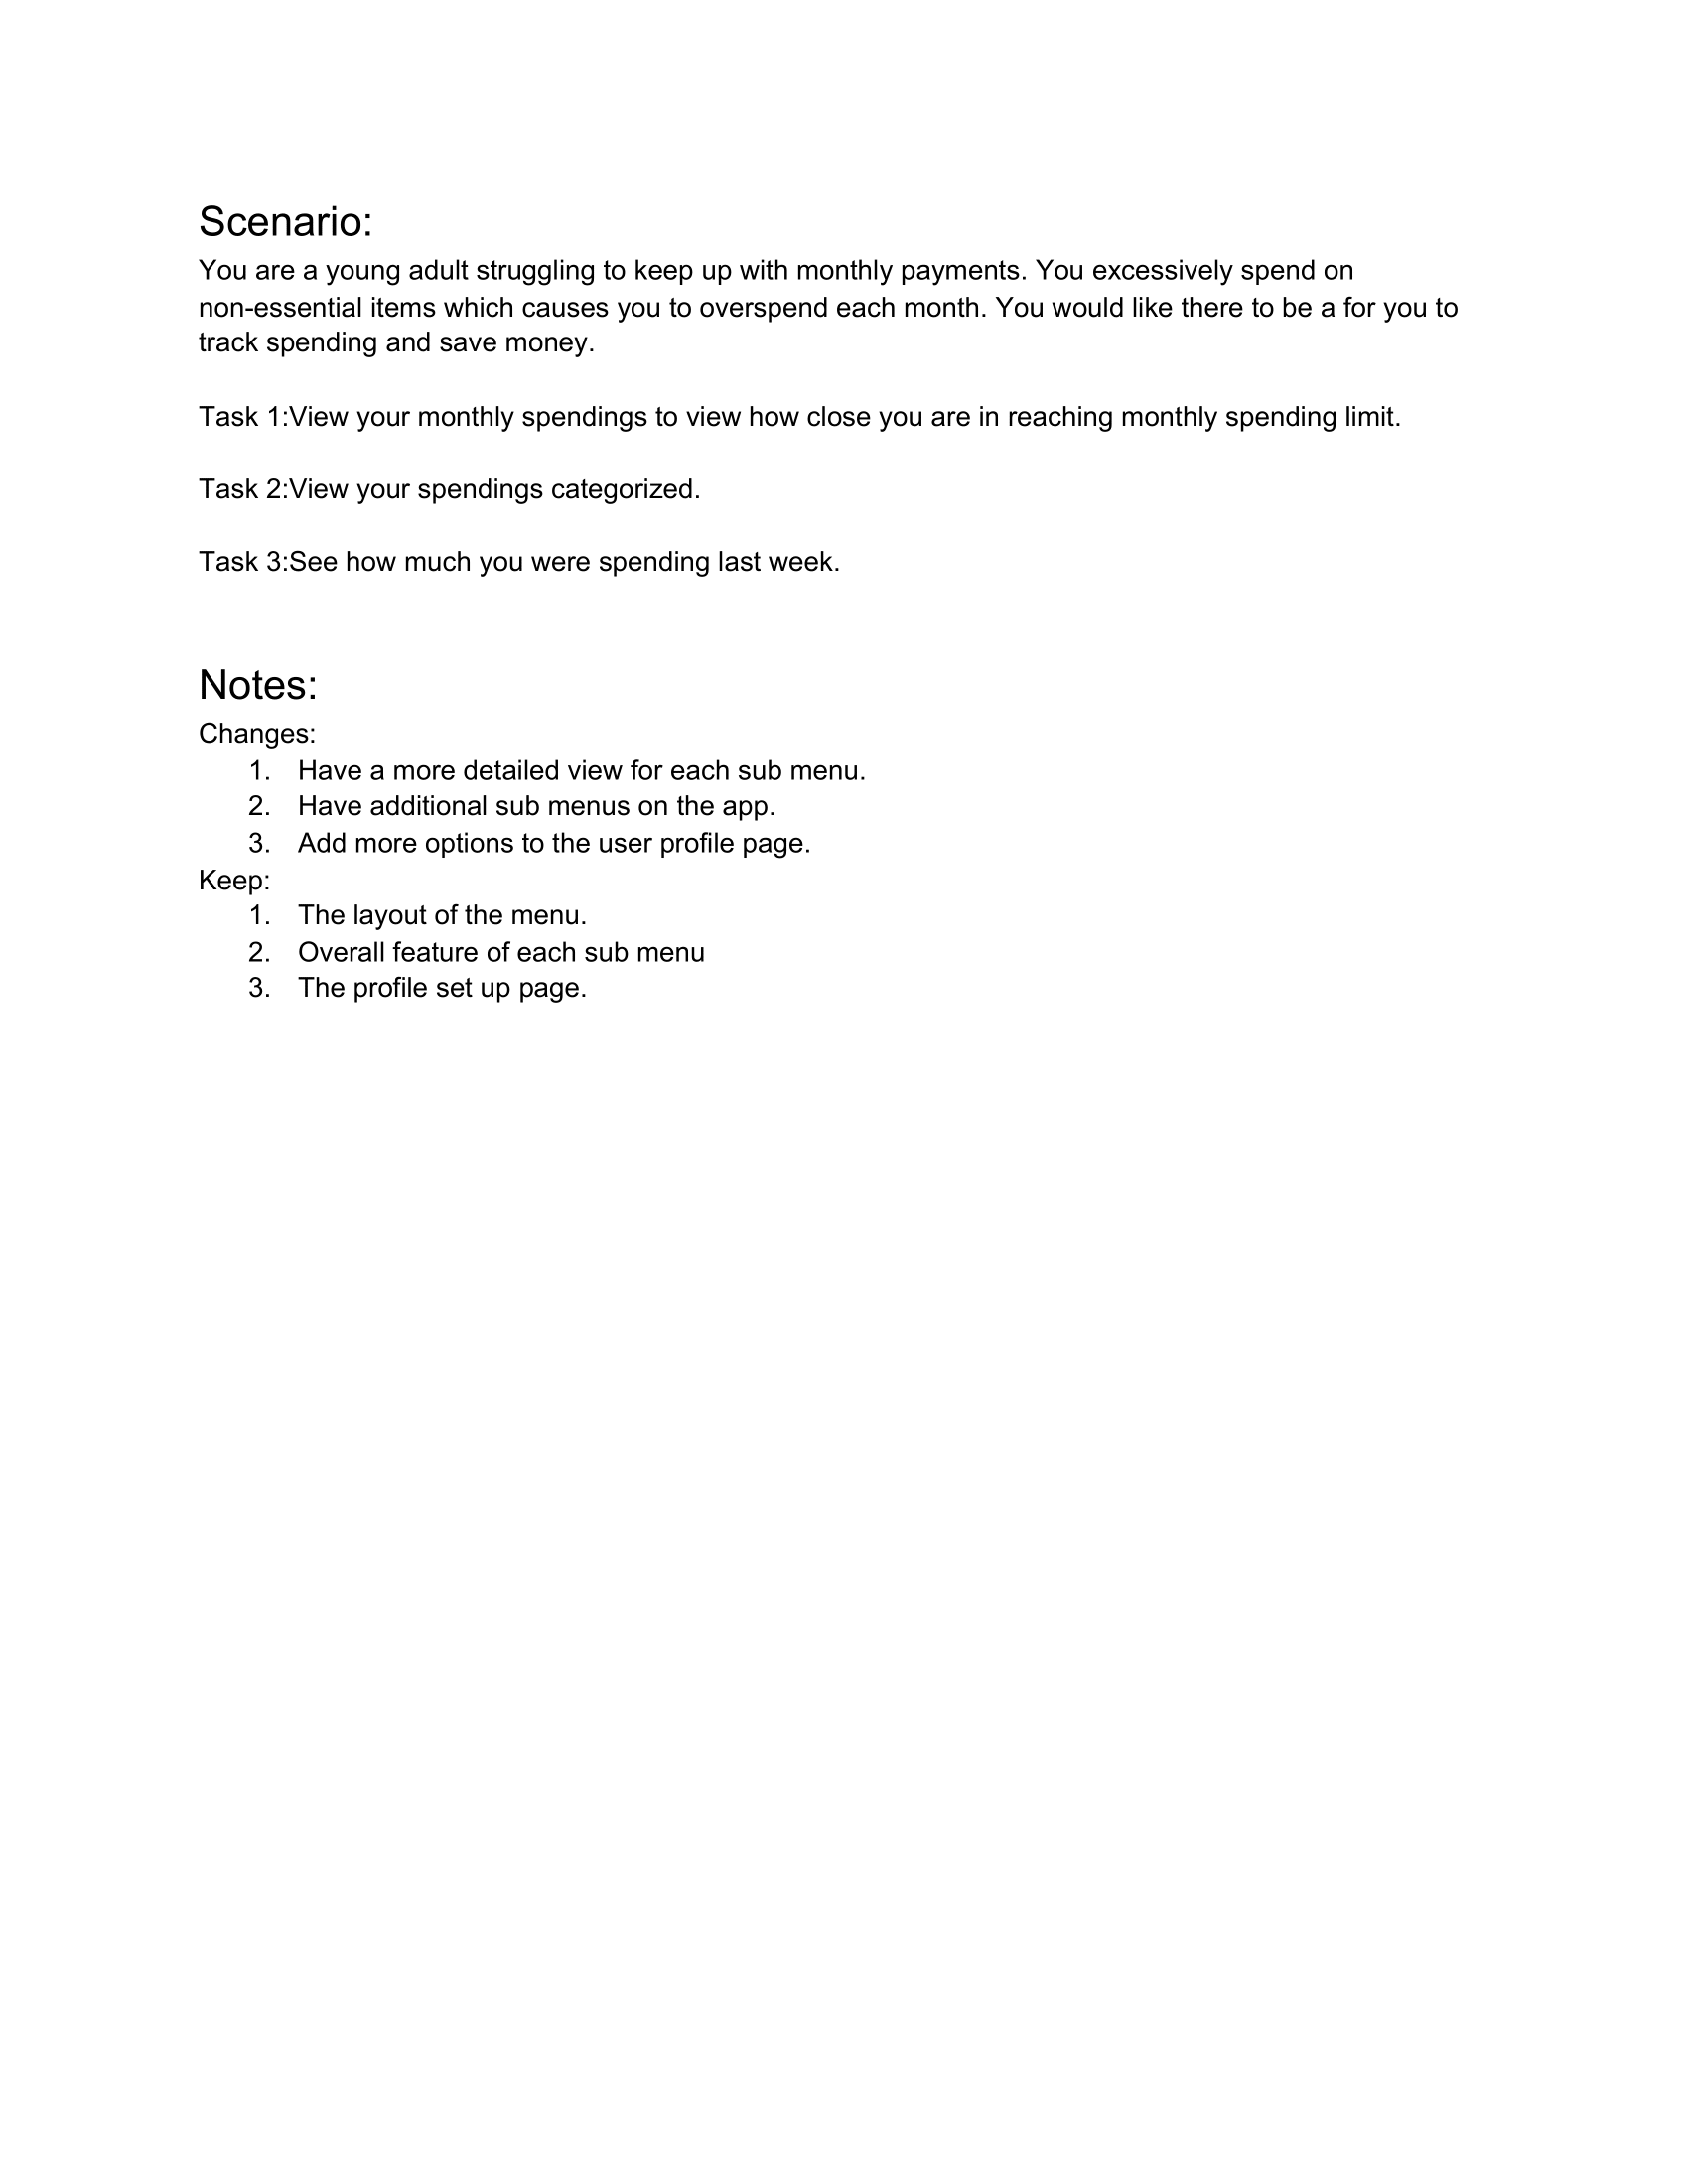 Scenario:
You are a young adult struggling to keep up with monthly payments. You excessively spend on
non-essential items which causes you to overspend each month. You would like there to be a for you to
track spending and save money.
Task 1:View your monthly spendings to view how close you are in reaching monthly spending limit.
Task 2:View your spendings categorized.
Task 3:See how much you were spending last week.
Notes:
Changes:
1. Have a more detailed view for each sub menu.
2. Have additional sub menus on the app.
3. Add more options to the user profile page.
Keep:
1. The layout of the menu.
2. Overall feature of each sub menu
3. The profile set up page.